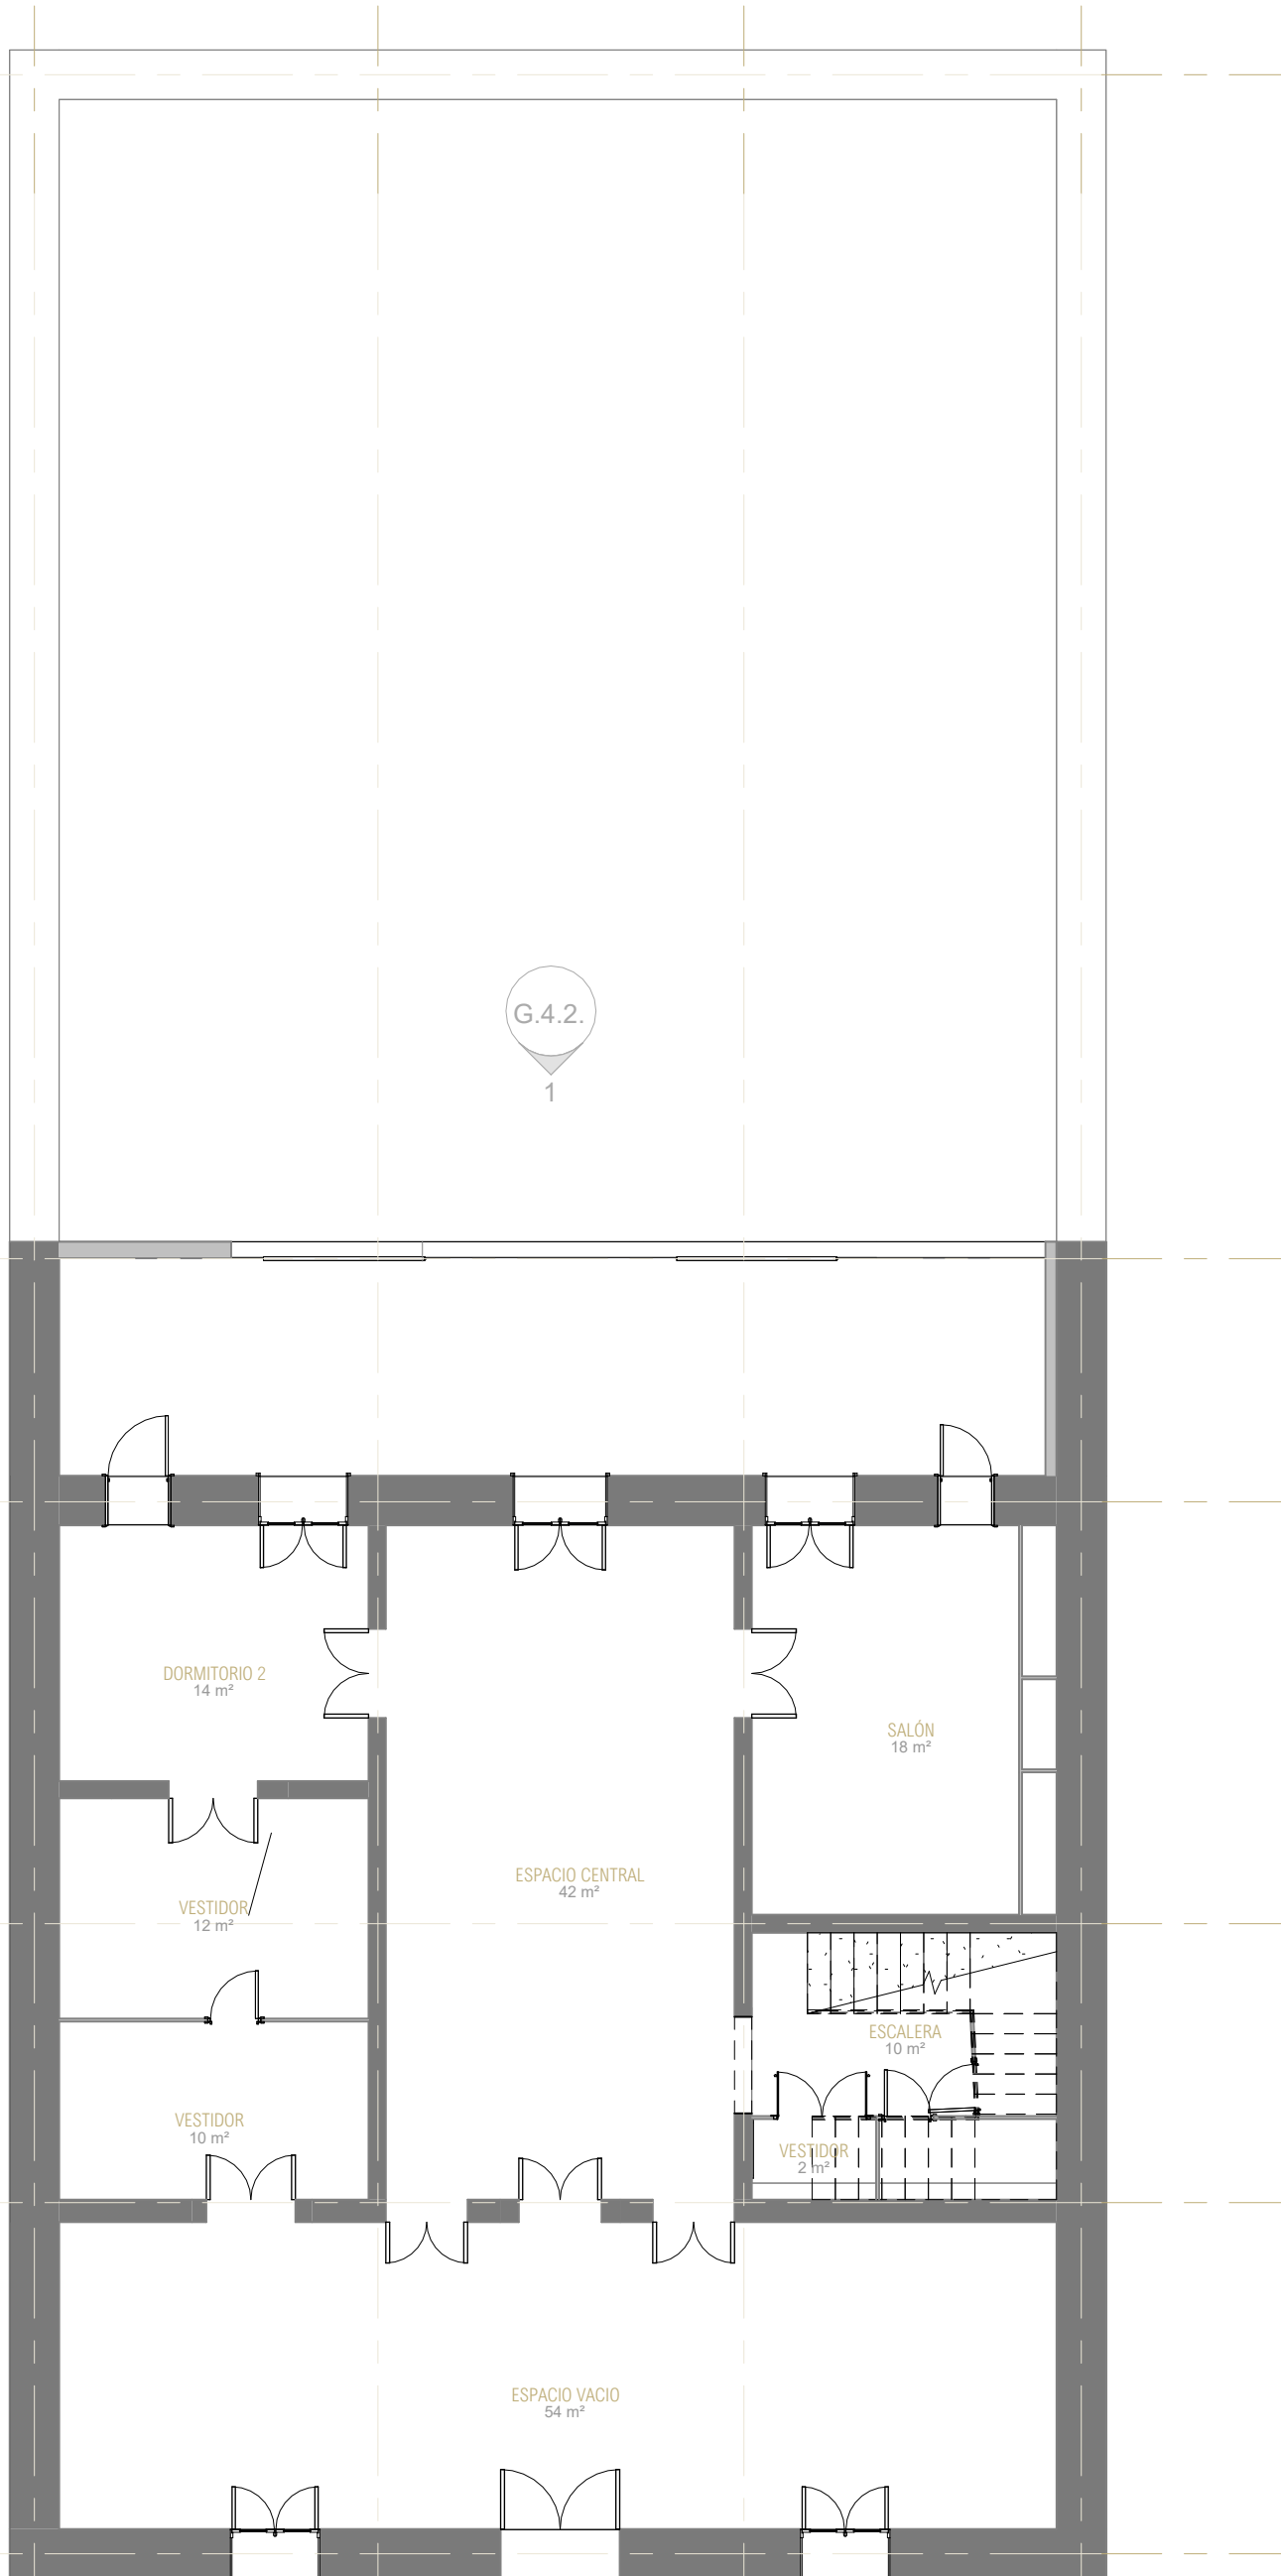 G.4.2.
1
DORMITORIO 2
14 m²
SALÓN
18 m²
ESPACIO CENTRAL
42 m²
VESTIDOR
12 m²
ESCALERA
10 m²
VESTIDOR
10 m²
VESTIDOR
2 m²
ESPACIO VACIO
54 m²